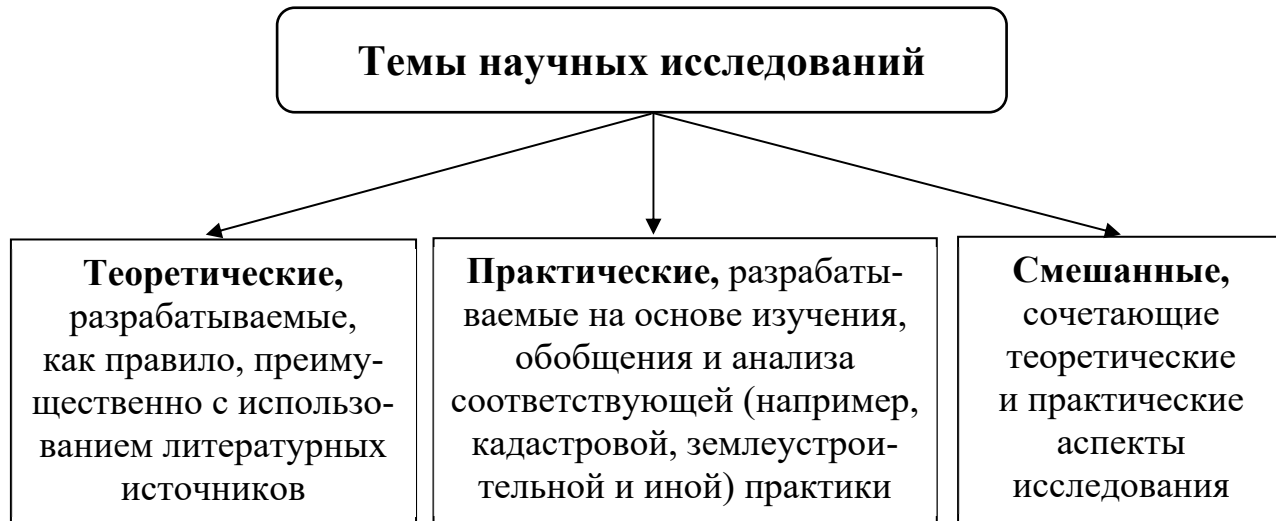 Темы научных исследований
Теоретические,
разрабатываемые,
как правило, преиму-
щественно с использо-
ванием литературных
источников
Практические, разрабаты-
ваемые на основе изучения,
обобщения и анализа
соответствующей (например,
кадастровой, землеустрои-
тельной и иной) практики
Смешанные,
сочетающие
теоретические
и практические
аспекты
исследования